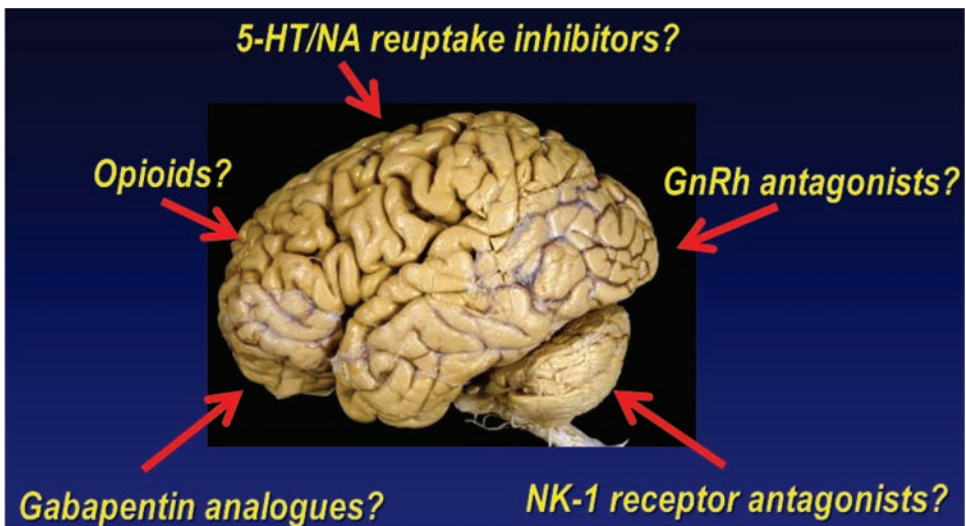 5-HT/NA reuptake inhibitors?
Opioids?
GnRh antagonists?
Gabapentin analogues?
NK-1 receptor antagonists?